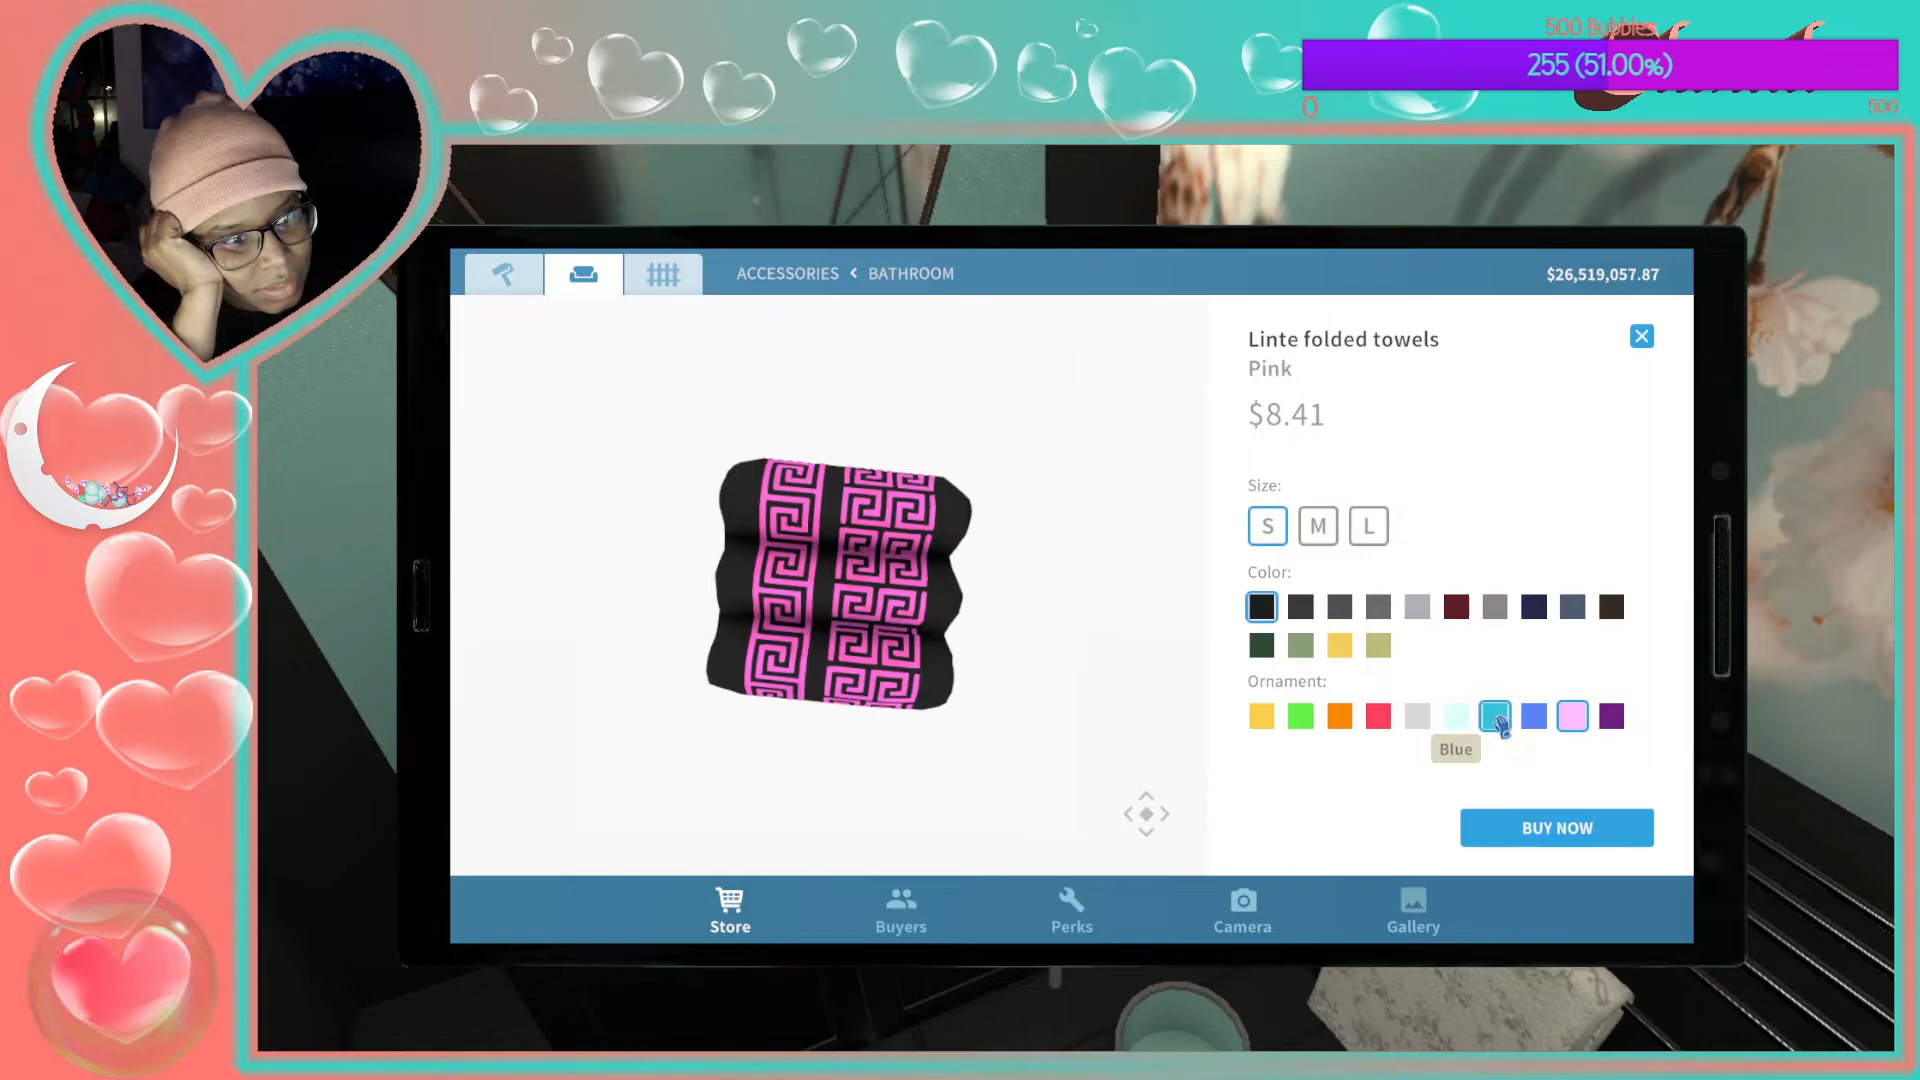 500 Bubbles
255 (51.00%)
0
500
ACCESSORIES < BATHROOM
$26,519,057.87
Linte folded towels
Pink
$8.41
Size:
S M L
Color:
Ornament:
Blue
BUY NOW
Store
Buyers
Perks
Camera
Gallery